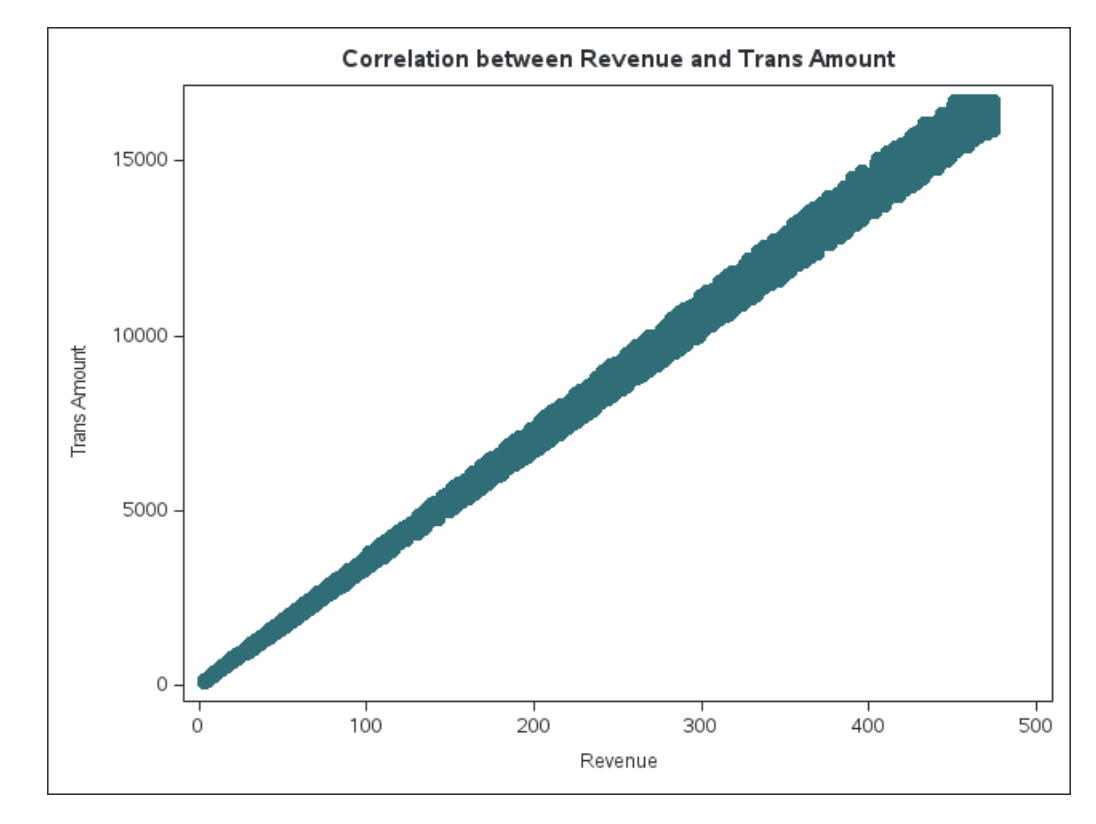 Correlation between Revenue and Trans Amount
15000
10000
5000
0
Trans Amount
0 100 200 300 400 500
Revenue